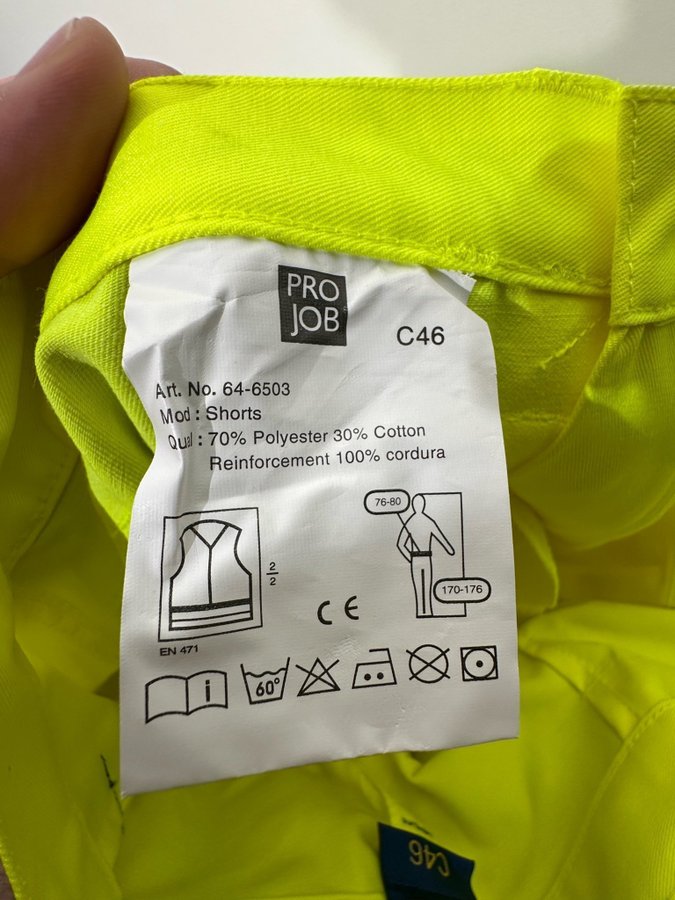 PRO
JOB
C46
Art. No. 64-6503
Mod : Shorts
Qual : 70% Polyester 30% Cotton
Reinforcement 100% cordura
76-80
2
2
CE
170-176
EN 471
i
60°
C46